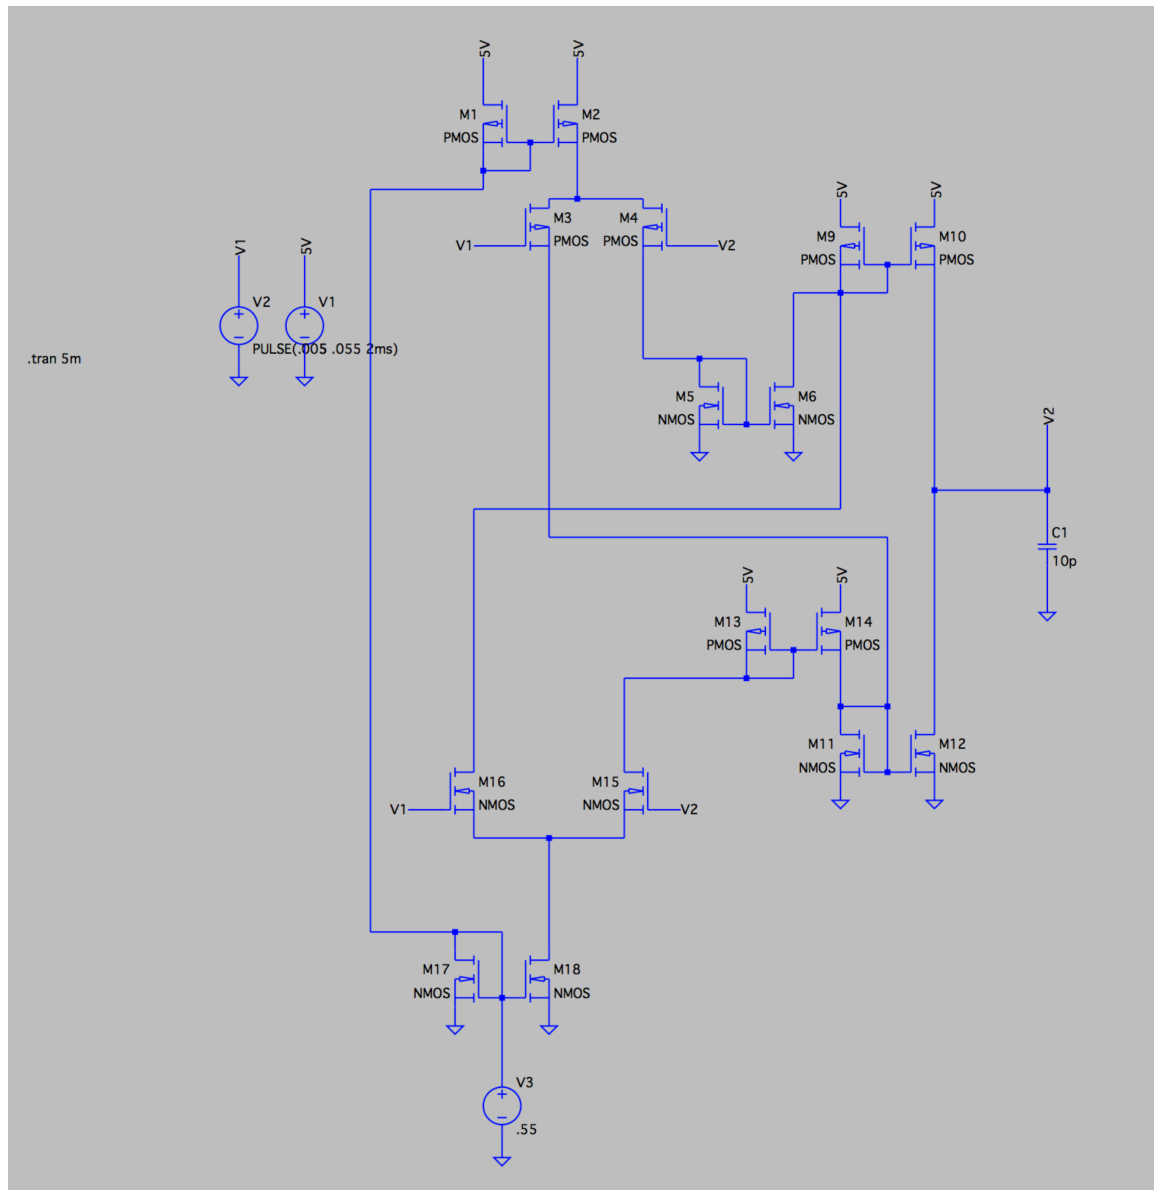 5V
5V
M1
M2
PMOS
PMOS
5V
5V
M3
M4
V1
PMOS
PMOS
V2
M9
M10
PMOS
PMOS
V1
5V
V2
V1
PULSE(.005 .055 2ms)
.tran 5m
M5
M6
NMOS
NMOS
V2
C1
10p
5V
5V
M13
M14
PMOS
PMOS
M11
M12
NMOS
NMOS
M16
M15
NMOS
NMOS
V1
V2
M17
M18
NMOS
NMOS
V3
.55